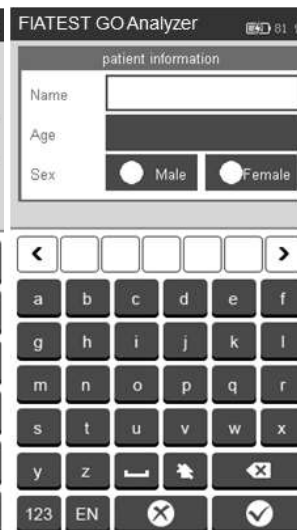 FIATEST GO Analyzer 81
patient information
Name
Age
Sex Male Female
a b c d e f
g h i j k l
m n o p q r
s t u v w x
y z
123 EN